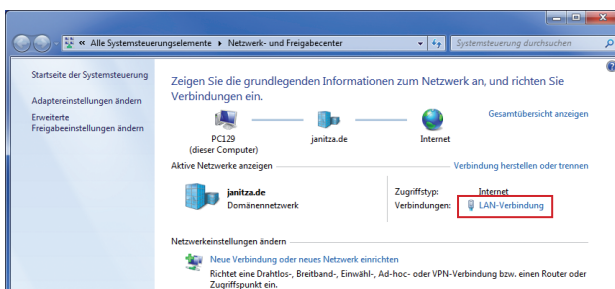 « Alle Systemsteuerungselemente ▸ Netzwerk- und Freigabecenter
Systemsteuerung durchsuchen
Startseite der Systemsteuerung
Adaptereinstellungen ändern
Erweiterte
Freigabeeinstellungen ändern
Zeigen Sie die grundlegenden Informationen zum Netzwerk an, und richten Sie
Verbindungen ein.
Gesamtübersicht anzeigen
PC129
(dieser Computer)
janitza.de
Internet
Aktive Netzwerke anzeigen
Verbindung herstellen oder trennen
janitza.de
Domänennetzwerk
Zugriffstyp: Internet
Verbindungen: LAN-Verbindung
Netzwerkeinstellungen ändern
Neue Verbindung oder neues Netzwerk einrichten
Richtet eine Drahtlos-, Breitband-, Einwähl-, Ad-hoc- oder VPN-Verbindung bzw. einen Router oder
Zugriffspunkt ein.